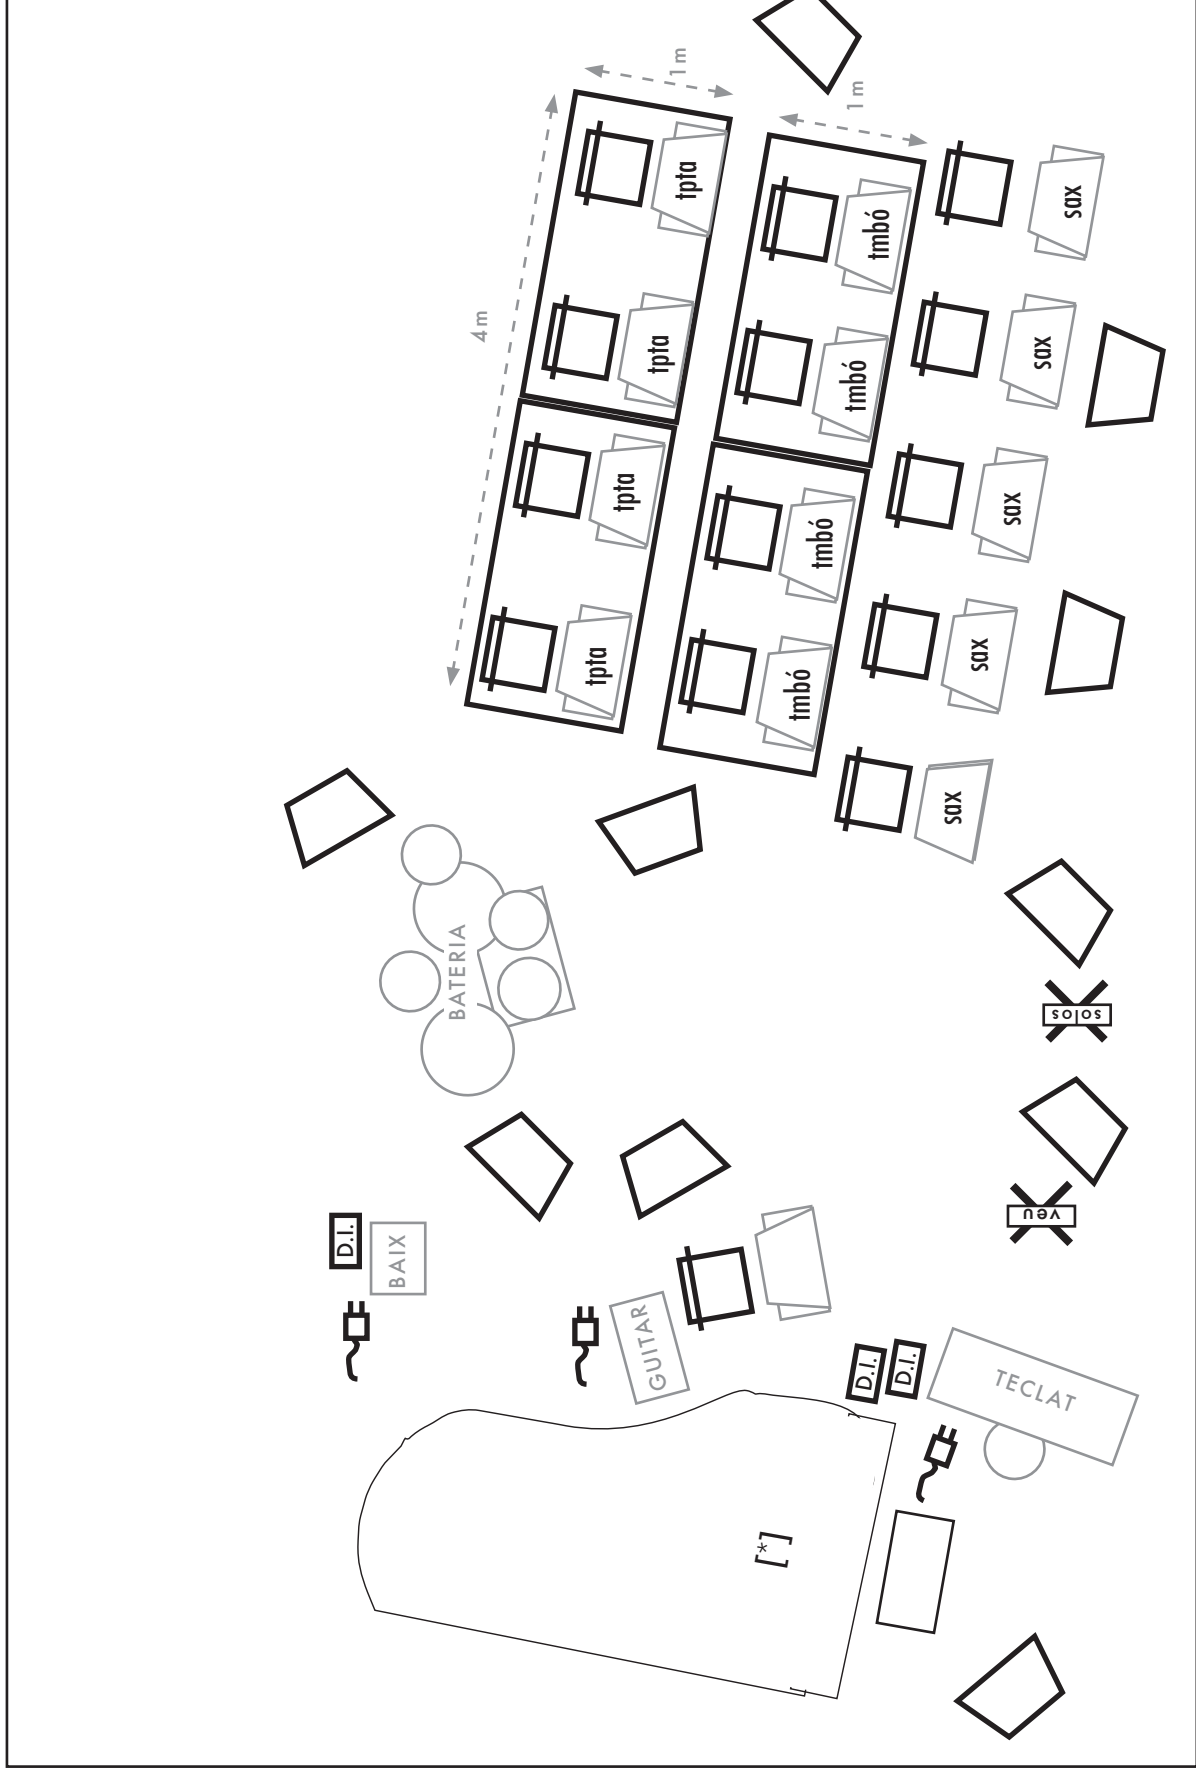 1 m
1 m
4 m
tpta
tpta
tpta
tpta
tmbó
tmbó
tmbó
tmbó
sax
sax
sax
sax
sax
BATERIA
solos
veu
D.I.
BAIX
GUITAR
D.I.
D.I.
TECLAT
[*]